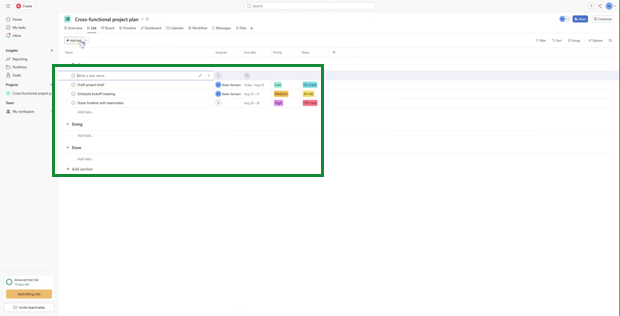 Create
Search
Home
My tasks
Inbox
Insights
Reporting
Portfolios
Goals
Projects
Cross-functional project p
Team
My workspace
Cross-functional project plan
Share
Customize
Overview
List
Board
Timeline
Dashboard
Calendar
Workflow
Messages
Files
Add task
Filter
Sort
Group
Options
Name
Assignee
Due date
Priority
Status
Write a task name
Draft project brief
Low
On track
Schedule kickoff meeting
Medium
At risk
Share timeline with teammates
High
Off track
Add task...
Doing
Add task...
Done
Add task...
Add section
Advanced free trial
Add billing info
Invite teammates